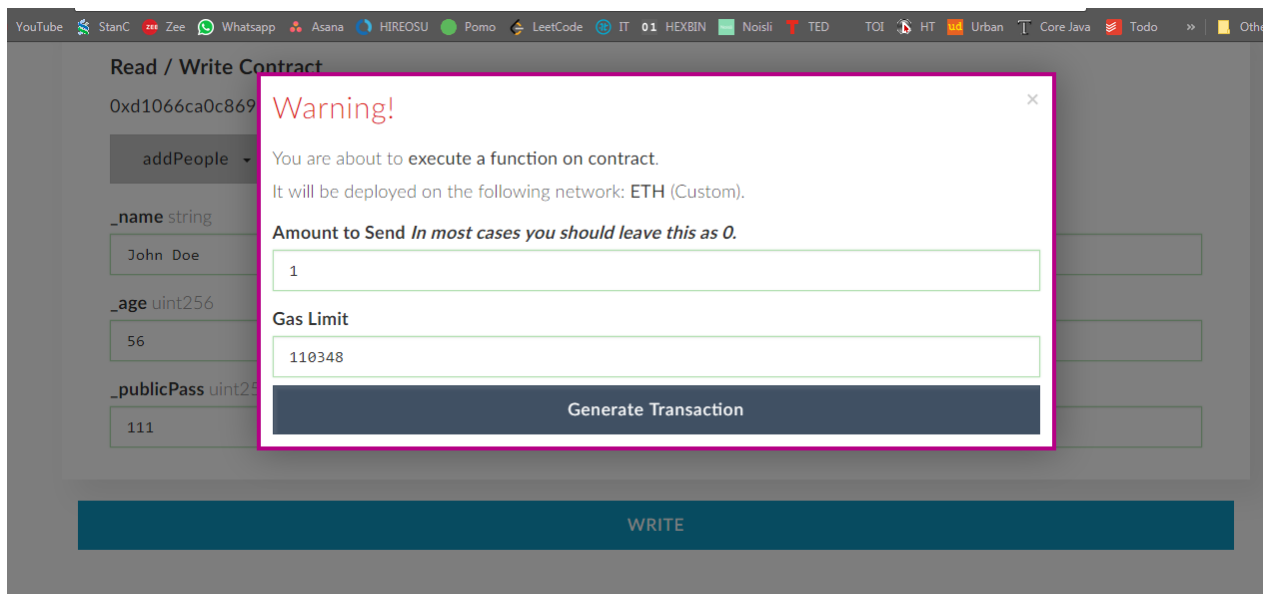 YouTube StanC Zee Whatsapp Asana HIREOSU Pomo LeetCode IT 01 HEXBIN Noisli TED TOI HT ud Urban Core Java Todo » Othe
Read / Write Contract
0xd1066ca0c869
addPeople
_name string
John Doe
_age uint256
56
_publicPass uint25
111
Warning!
×
You are about to execute a function on contract.
It will be deployed on the following network: ETH (Custom).
Amount to Send In most cases you should leave this as 0.
1
Gas Limit
110348
Generate Transaction
WRITE